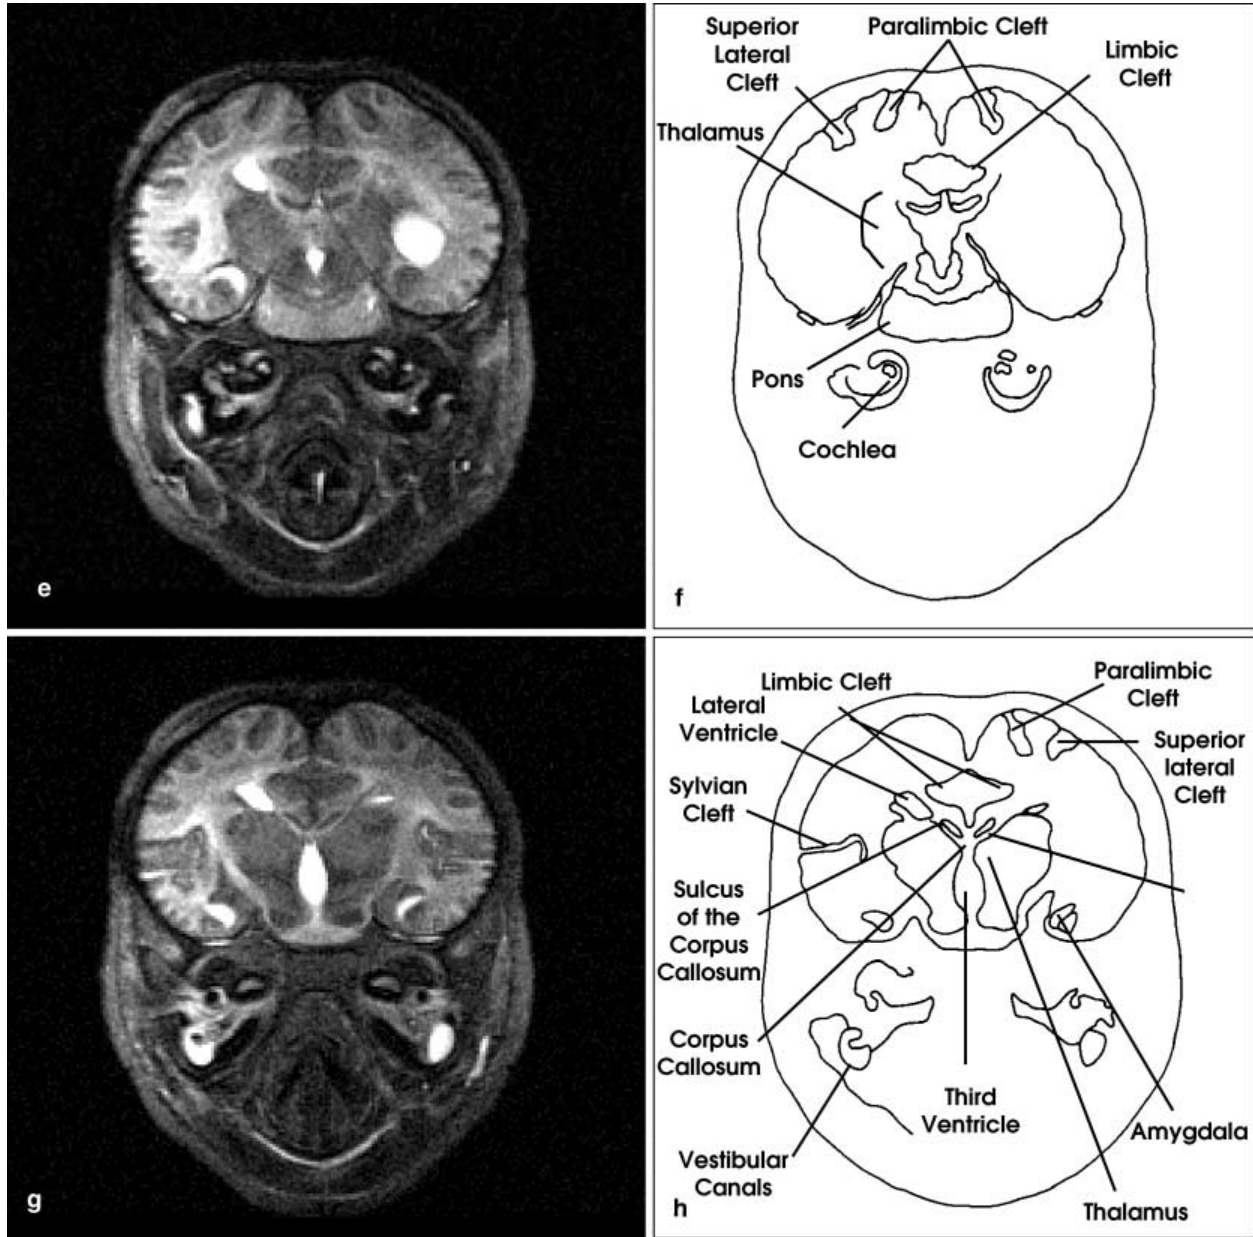 Superior
Lateral
Cleft
Paralimbic Cleft
Limbic
Cleft
Thalamus
Pons
Cochlea
e
f
Limbic Cleft
Lateral
Ventricle
Paralimbic
Cleft
Sylvian
Cleft
Superior
lateral
Cleft
Sulcus
of the
Corpus
Callosum
Corpus
Callosum
Third
Ventricle
Amygdala
Vestibular
Canals
Thalamus
g
h